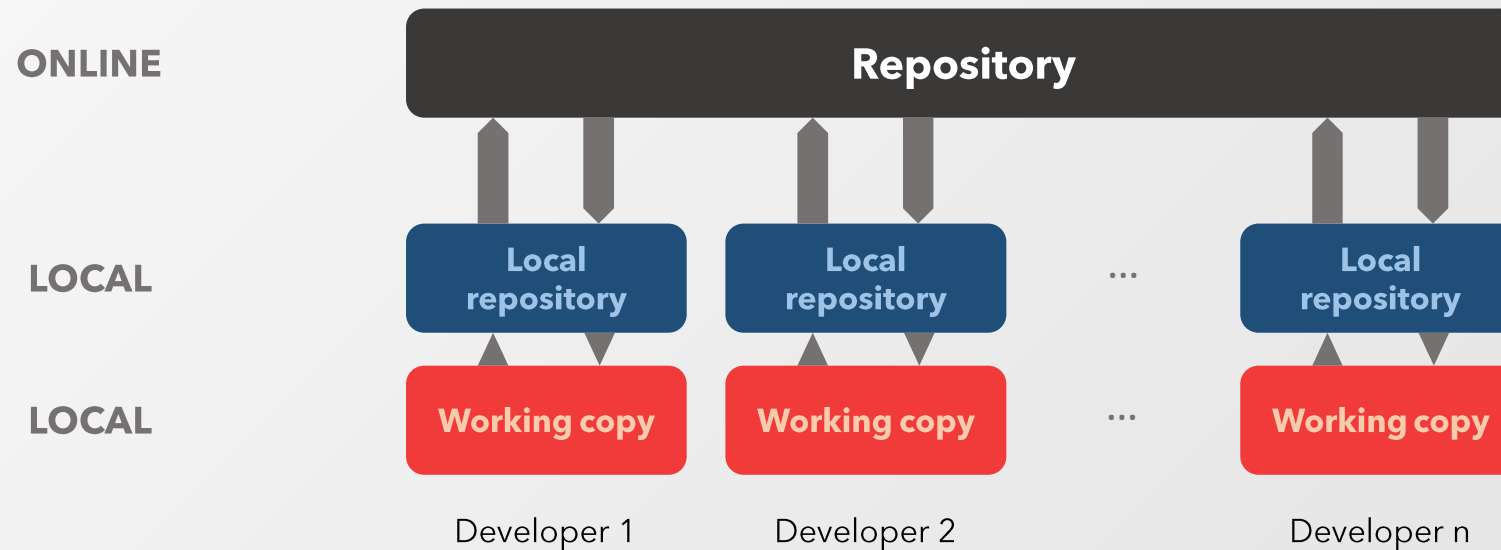 ONLINE
Repository
LOCAL
Local
repository
Local
repository
...
Local
repository
LOCAL
Working copy
Working copy
...
Working copy
Developer 1
Developer 2
Developer n